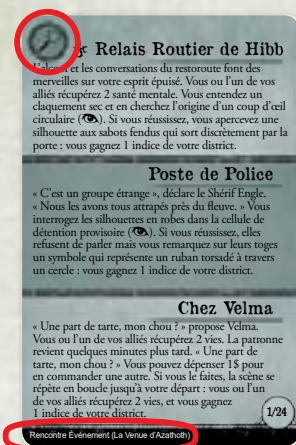 Relais Routier de Hibb
L'alcool et les conversations du restoroute font des
merveilles sur votre esprit épuisé. Vous ou l'un de vos
alliés récupérez 2 santé mentale. Vous entendez un
claquement sec et en cherchez l'origine d'un coup d'œil
circulaire (). Si vous réussissez, vous apercevez une
silhouette aux sabots fendus qui sort discrètement par la
porte : vous gagnez 1 indice de votre district.
Poste de Police
« C'est un groupe étrange », déclare le Shérif Engle.
« Nous les avons tous attrapés près du fleuve. » Vous
interrogez les silhouettes en robes dans la cellule de
détention provisoire (). Si vous réussissez, elles
refusent de parler mais vous remarquez sur leurs toges
un symbole qui représente un ruban torsadé à travers
un cercle : vous gagnez 1 indice de votre district.
Chez Velma
« Une part de tarte, mon chou ? » propose Velma.
Vous ou l'un de vos alliés récupérez 2 vies. La patronne
revient quelques minutes plus tard. « Une part de
tarte, mon chou ? » Vous pouvez dépenser 1$ pour
en commander une autre. Si vous le faites, la scène se
répète en boucle jusqu'à votre départ : vous ou l'un
de vos alliés récupérez 2 vies, et vous gagnez
1 indice de votre district.
1/24
Rencontre Événement (La Venue d'Azathoth)